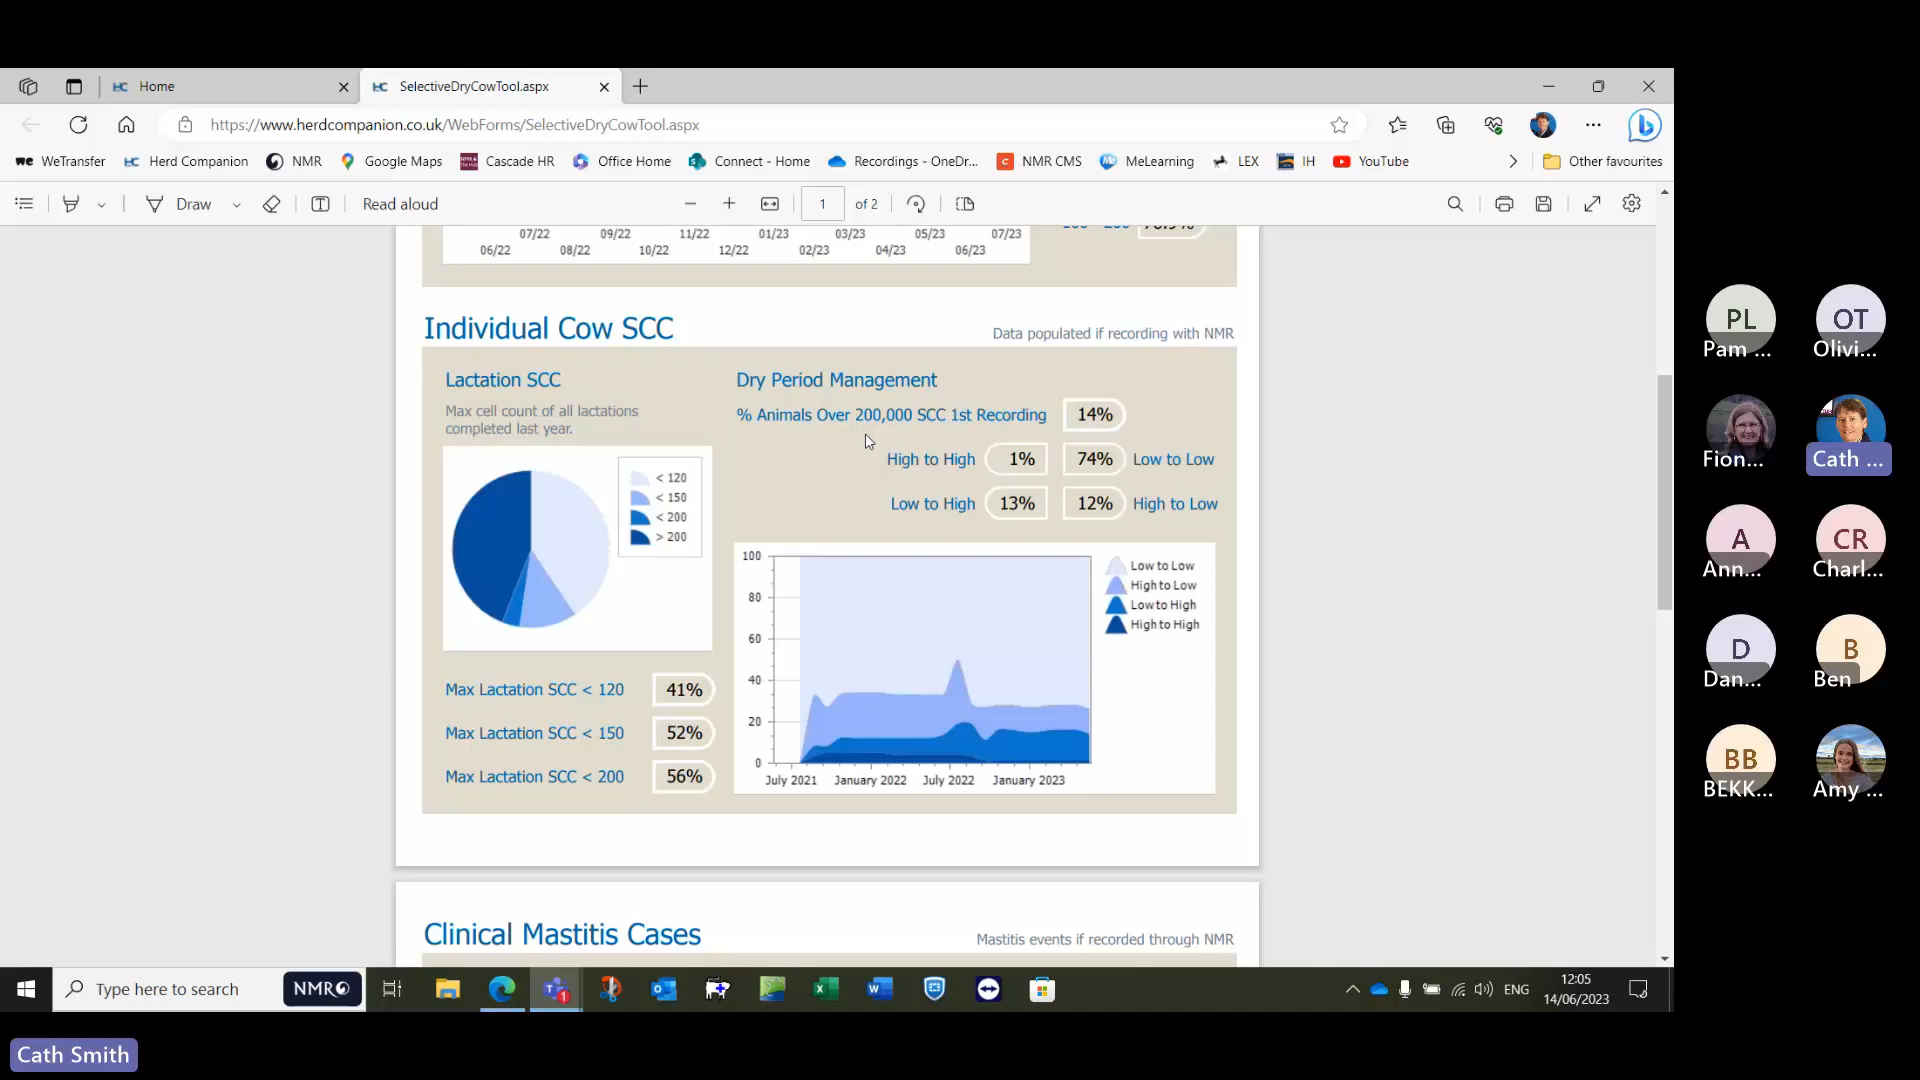 Home
SelectiveDryCowTool.aspx
https://www.herdcompanion.co.uk/WebForms/SelectiveDryCowTool.aspx
WeTransfer Herd Companion NMR Google Maps Cascade HR Office Home Connect - Home Recordings - OneDr... NMR CMS MeLearning LEX IH YouTube Other favourites
Draw Read aloud 1 of 2
07/22 09/22 11/22 01/23 03/23 05/23 07/23
06/22 08/22 10/22 12/22 02/23 04/23 06/23
Individual Cow SCC
Data populated if recording with NMR
Lactation SCC
Max cell count of all lactations
completed last year.
< 120
< 150
< 200
> 200
Max Lactation SCC < 120 41%
Max Lactation SCC < 150 52%
Max Lactation SCC < 200 56%
Dry Period Management
% Animals Over 200,000 SCC 1st Recording 14%
High to High 1% 74% Low to Low
Low to High 13% 12% High to Low
100
80
60
40
20
0
July 2021 January 2022 July 2022 January 2023
Low to Low
High to Low
Low to High
High to High
Clinical Mastitis Cases
Mastitis events if recorded through NMR
Type here to search
NMR
ENG
12:05
14/06/2023
PL
Pam ...
OT
Olivi...
Fion...
Cath ...
A
Ann...
CR
Charl...
D
Dan...
B
Ben
BB
BEKK...
Amy ...
Cath Smith